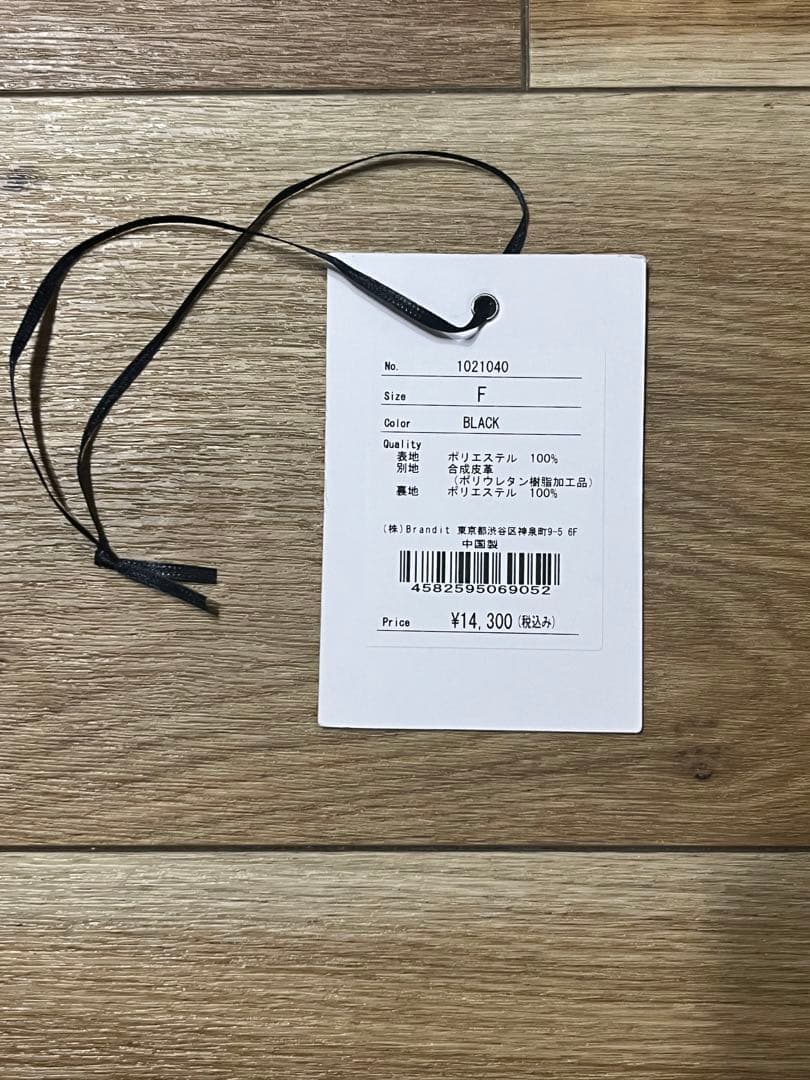 No. 1021040
Size F
Color BLACK
Quality
表地 ポリエステル 100%
別地 合成皮革
(ポリウレタン樹脂加工品)
裏地 ポリエステル 100%
(株)Brandit 東京都渋谷区神泉町9-5 6F
中国製
4582595069052
Price ¥14,300(税込み)